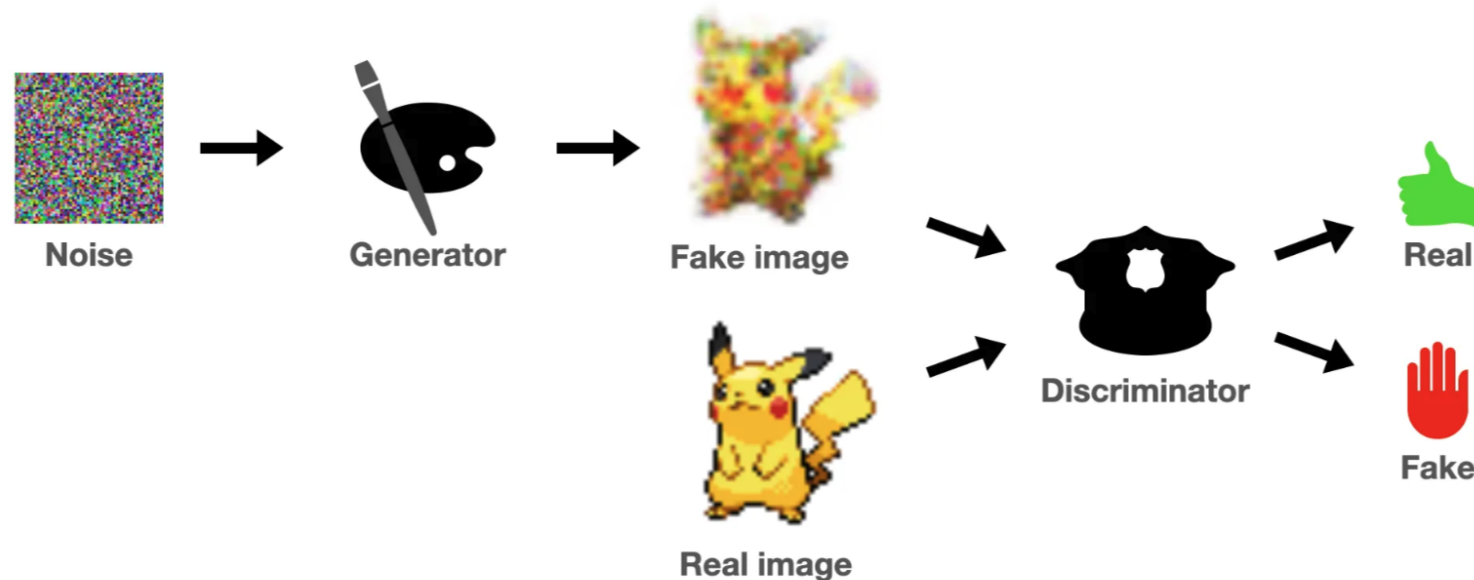 Noise
Generator
Fake image
Real image
Discriminator
Real
Fake